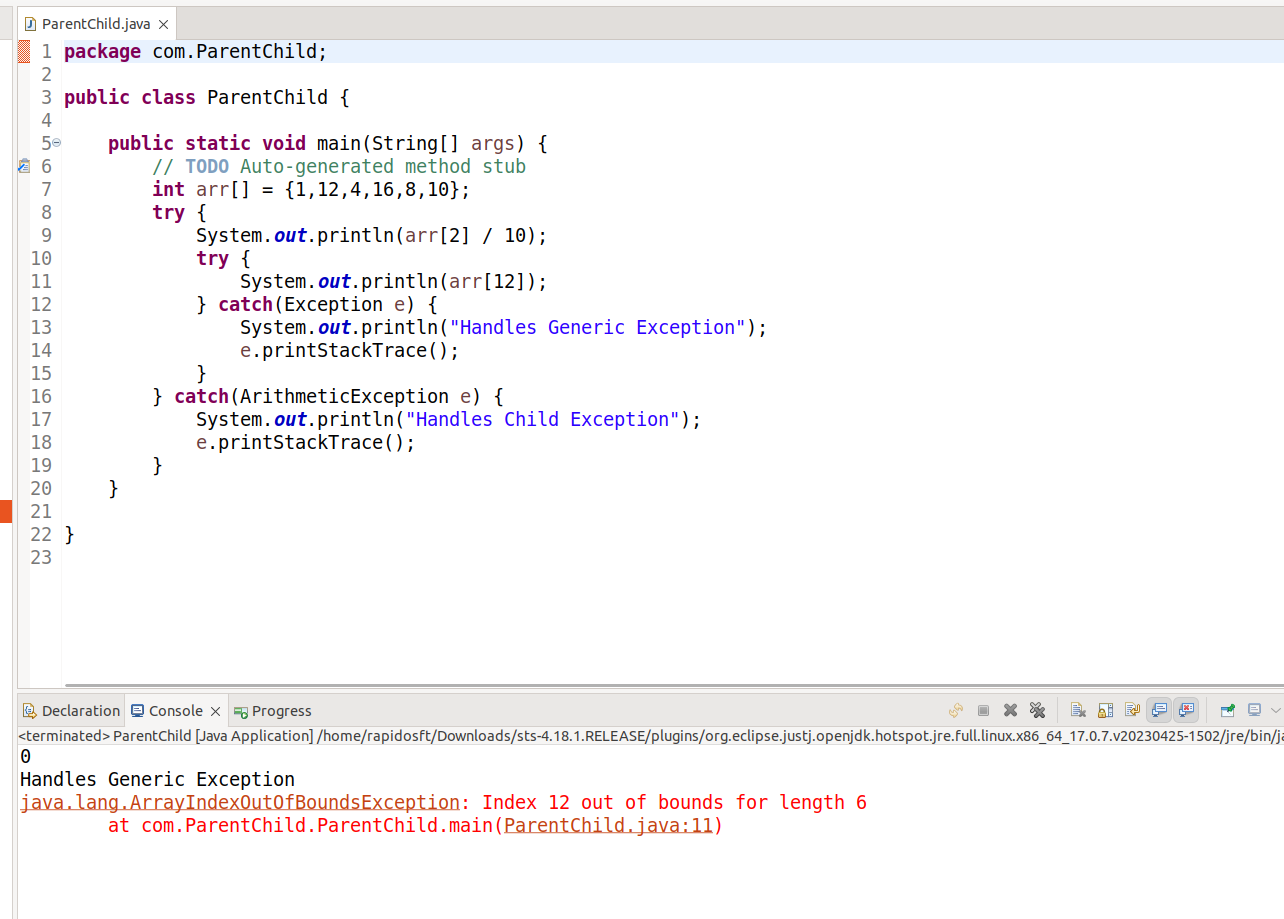 ParentChild.java
1 package com.ParentChild;
2
3 public class ParentChild {
4
5 public static void main(String[] args) {
6 // TODO Auto-generated method stub
7 int arr[] = {1,12,4,16,8,10};
8 try {
9 System.out.println(arr[2] / 10);
10 try {
11 System.out.println(arr[12]);
12 } catch(Exception e) {
13 System.out.println("Handles Generic Exception");
14 e.printStackTrace();
15 }
16 } catch(ArithmeticException e) {
17 System.out.println("Handles Child Exception");
18 e.printStackTrace();
19 }
20 }
21
22 }
23
Declaration Console Progress
<terminated> ParentChild [Java Application] /home/rapidosft/Downloads/sts-4.18.1.RELEASE/plugins/org.eclipse.justj.openjdk.hotspot.jre.full.linux.x86_64_17.0.7.v20230425-1502/jre/bin/ja
0
Handles Generic Exception
java.lang.ArrayIndexOutOfBoundsException: Index 12 out of bounds for length 6
at com.ParentChild.ParentChild.main(ParentChild.java:11)